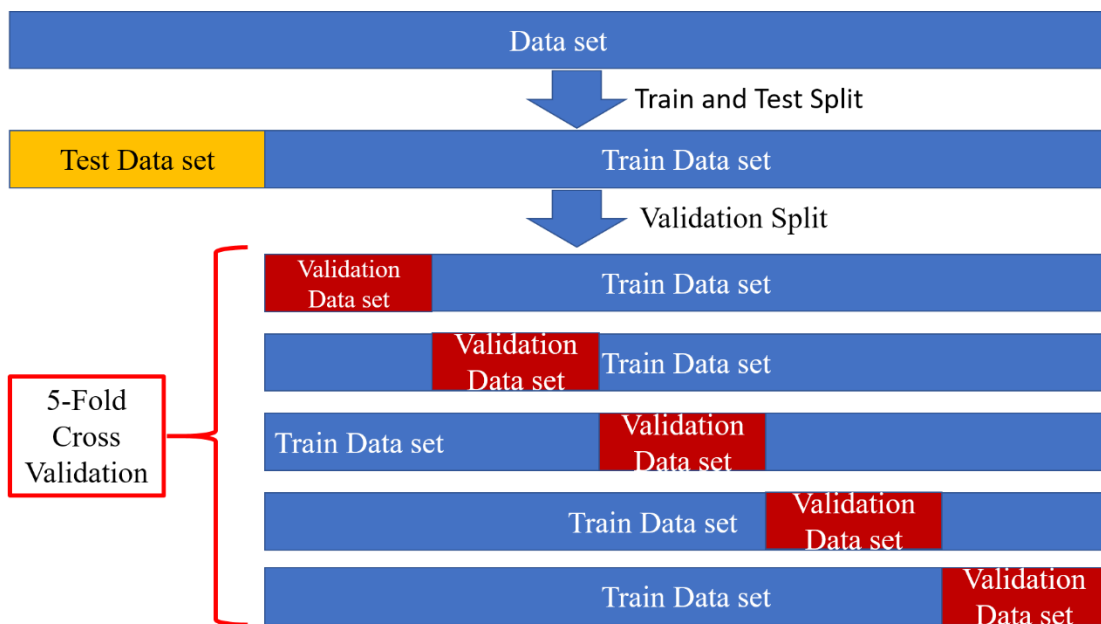 Data set
Train and Test Split
Test Data set
Train Data set
Validation Split
Validation
Data set
Train Data set
Validation
Data set
Train Data set
5-Fold
Cross
Validation
Train Data set
Validation
Data set
Train Data set
Validation
Data set
Train Data set
Validation
Data set